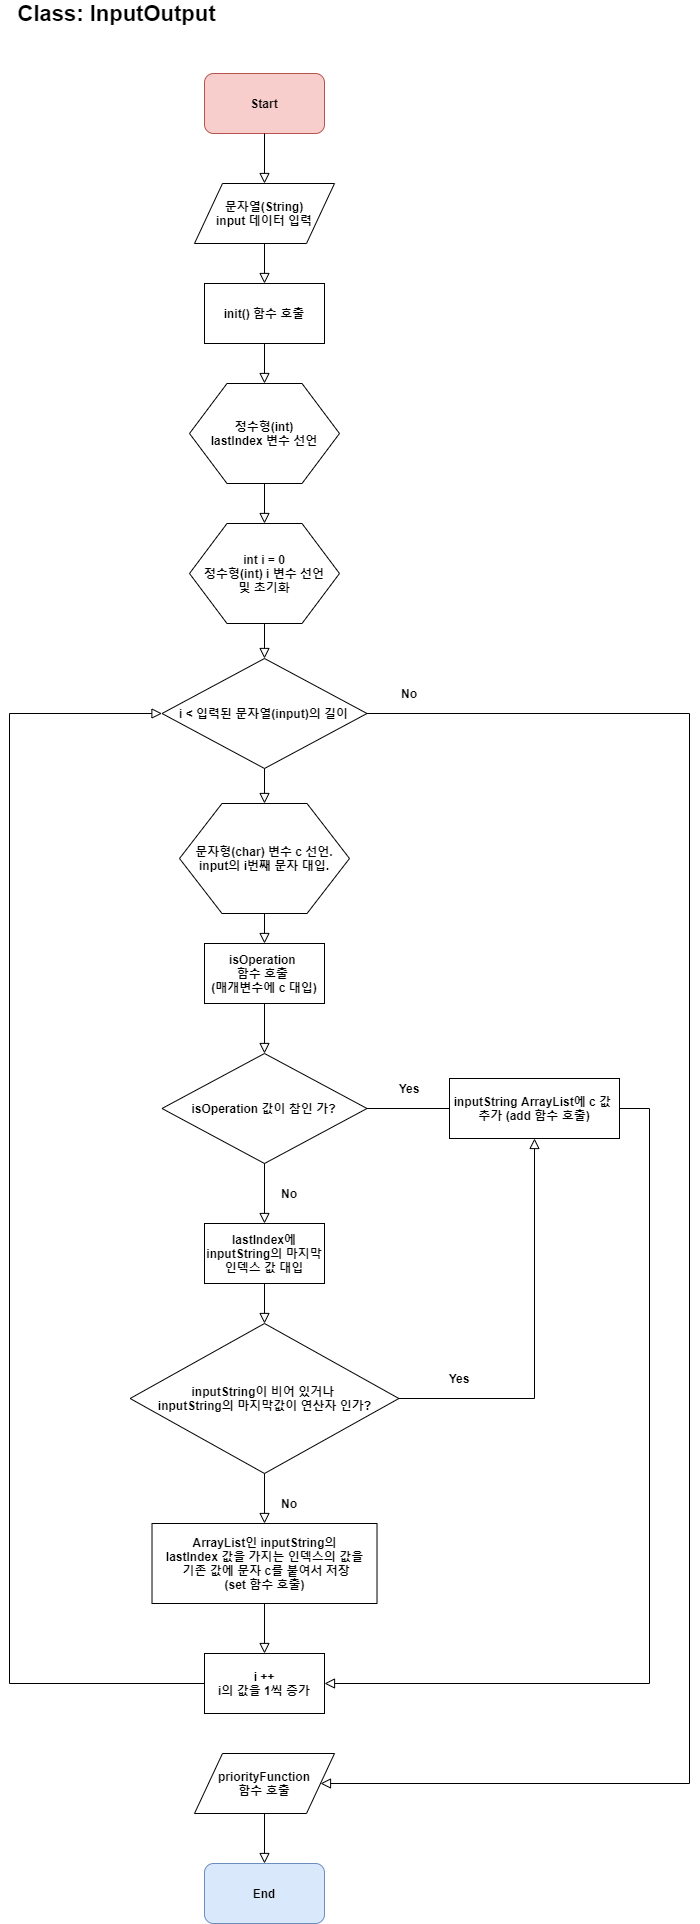 Class: InputOutput
Start
문자열(String)
input 데이터 입력
init() 함수 호출
정수형(int)
lastIndex 변수 선언
int i = 0
정수형(int) i 변수 선언
및 초기화
i < 입력된 문자열(input)의 길이
No
문자형(char) 변수 c 선언.
input의 i번째 문자 대입.
isOperation
함수 호출
(매개변수에 c 대입)
isOperation 값이 참인 가?
Yes
inputString ArrayList에 c 값
추가 (add 함수 호출)
No
lastIndex에
inputString의 마지막
인덱스 값 대입
inputString이 비어 있거나
inputString의 마지막값이 연산자 인가?
Yes
No
ArrayList인 inputString의
lastIndex 값을 가지는 인덱스의 값을
기존 값에 문자 c를 붙여서 저장
(set 함수 호출)
i ++
i의 값을 1씩 증가
priorityFunction
함수 호출
End